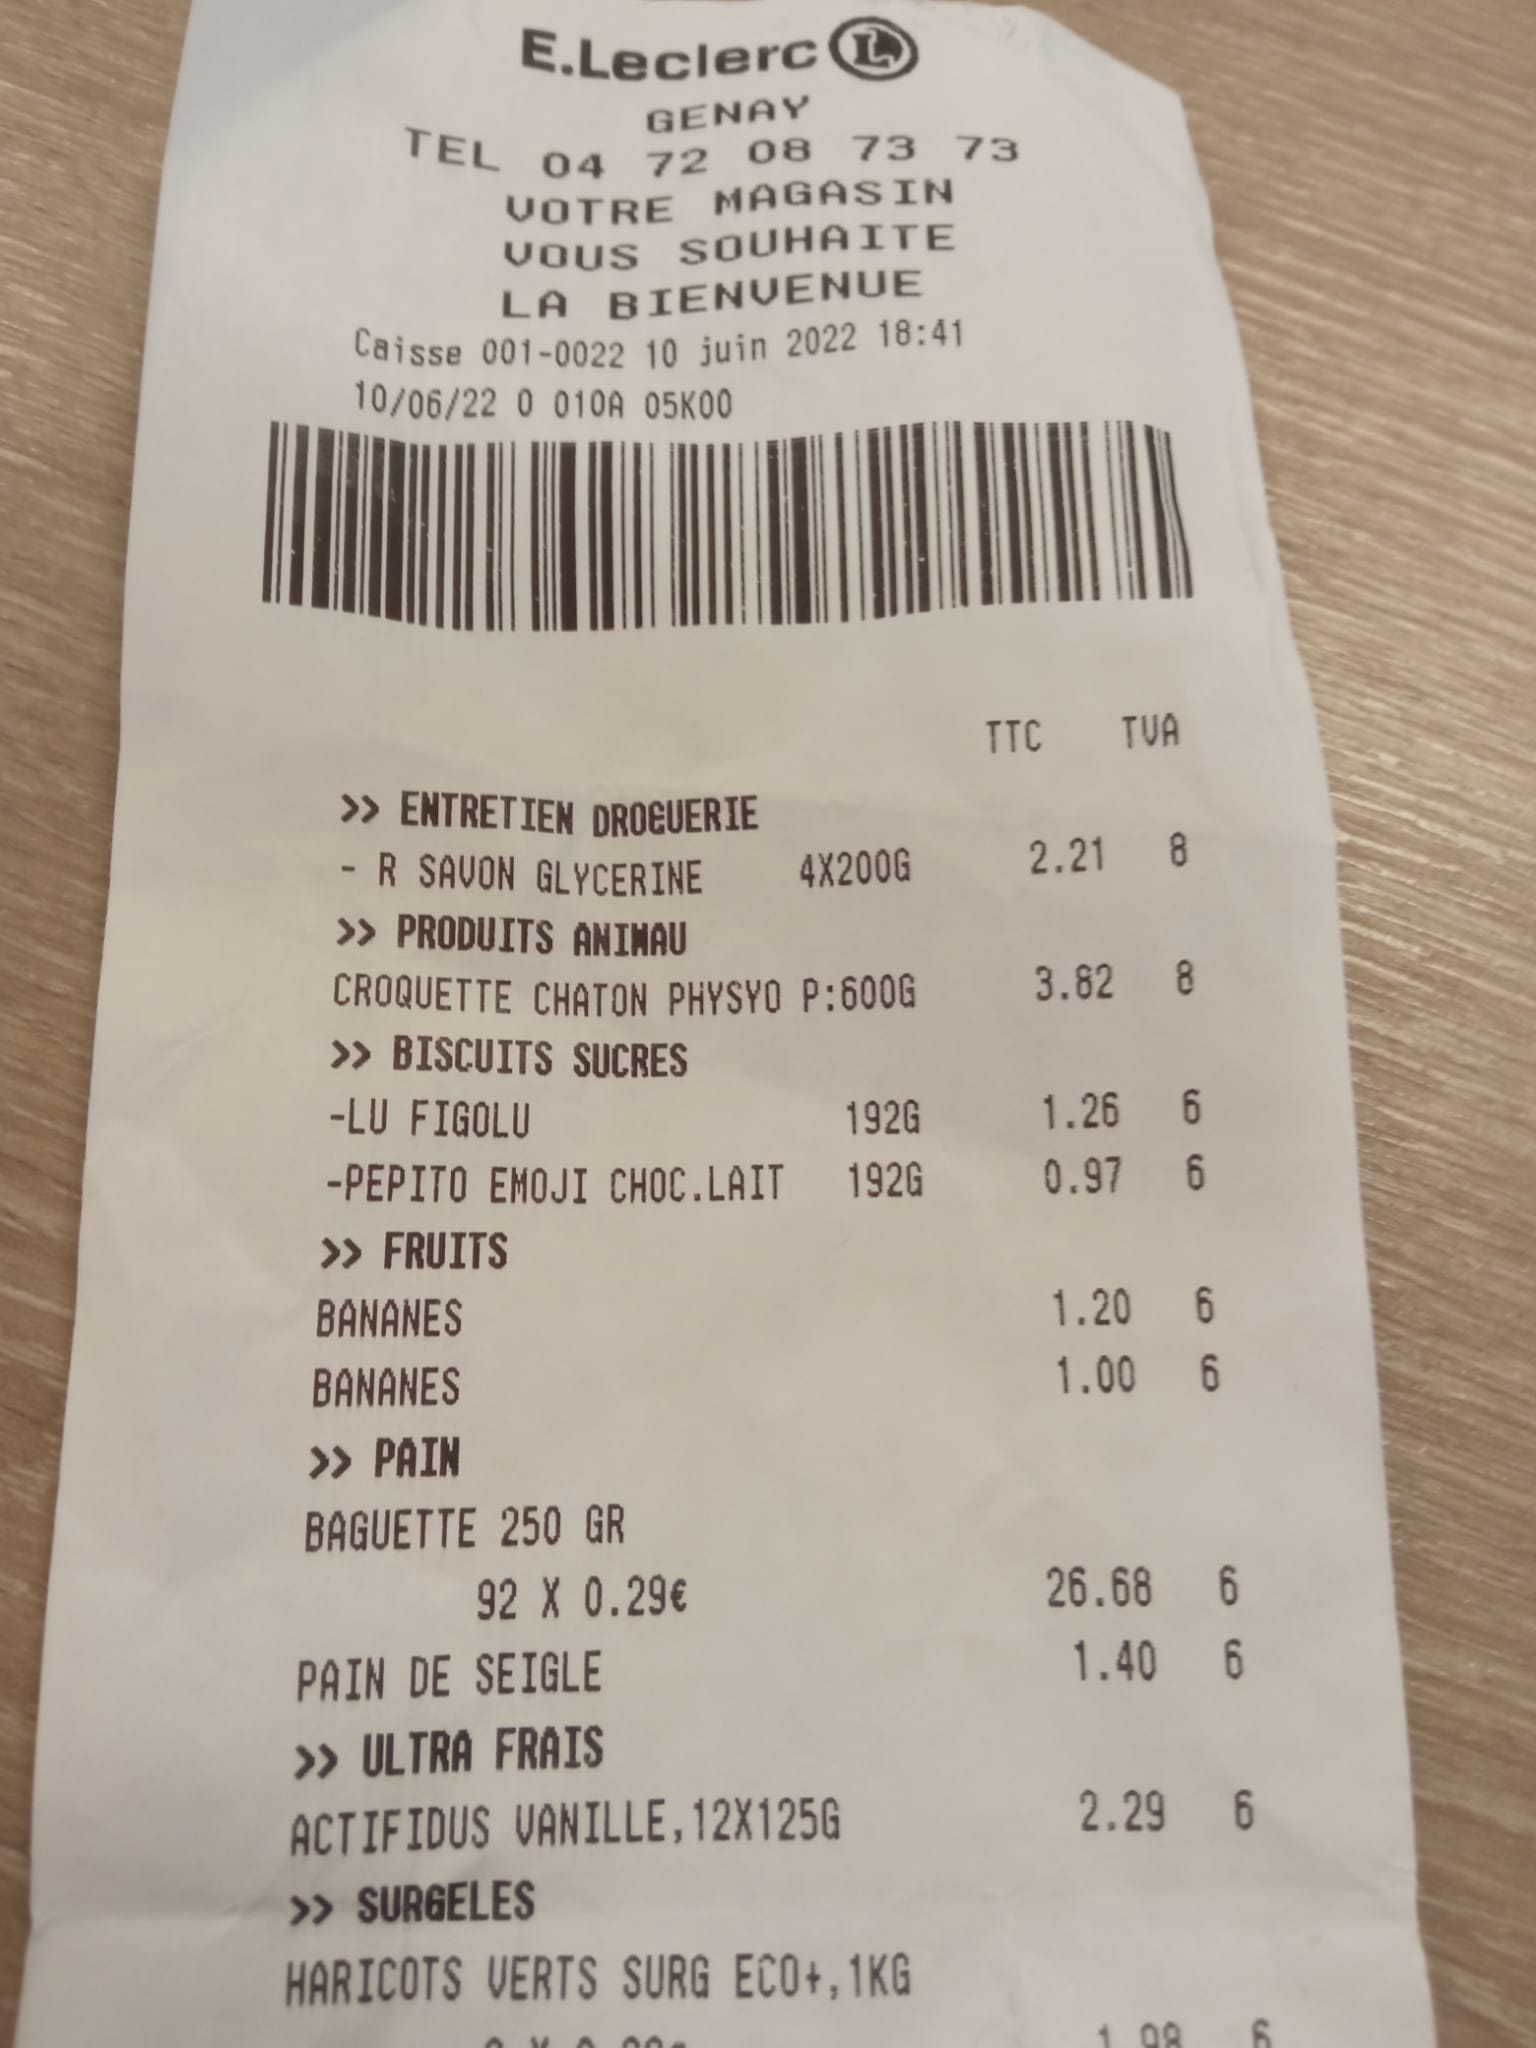 E.Leclerc L
GENAY
TEL 04 72 08 73 73
VOTRE MAGASIN
VOUS SOUHAITE
LA BIENVENUE
Caisse 001-0022 10 juin 2022 18:41
10/06/22 0 010A 05K00
TTC TVA
>> ENTRETIEN DROGUERIE
- R SAVON GLYCERINE 4X200G 2.21 8
>> PRODUITS ANIMAU
CROQUETTE CHATON PHYSYO P:600G 3.82 8
>> BISCUITS SUCRES
-LU FIGOLU 192G 1.26 6
-PEPITO EMOJI CHOC.LAIT 192G 0.97 6
>> FRUITS
BANANES 1.20 6
BANANES 1.00 6
>> PAIN
BAGUETTE 250 GR
92 X 0.29€ 26.68 6
PAIN DE SEIGLE 1.40 6
>> ULTRA FRAIS
ACTIFIDUS VANILLE,12X125G 2.29 6
>> SURGELES
HARICOTS VERTS SURG ECO+,1KG
1.98 6